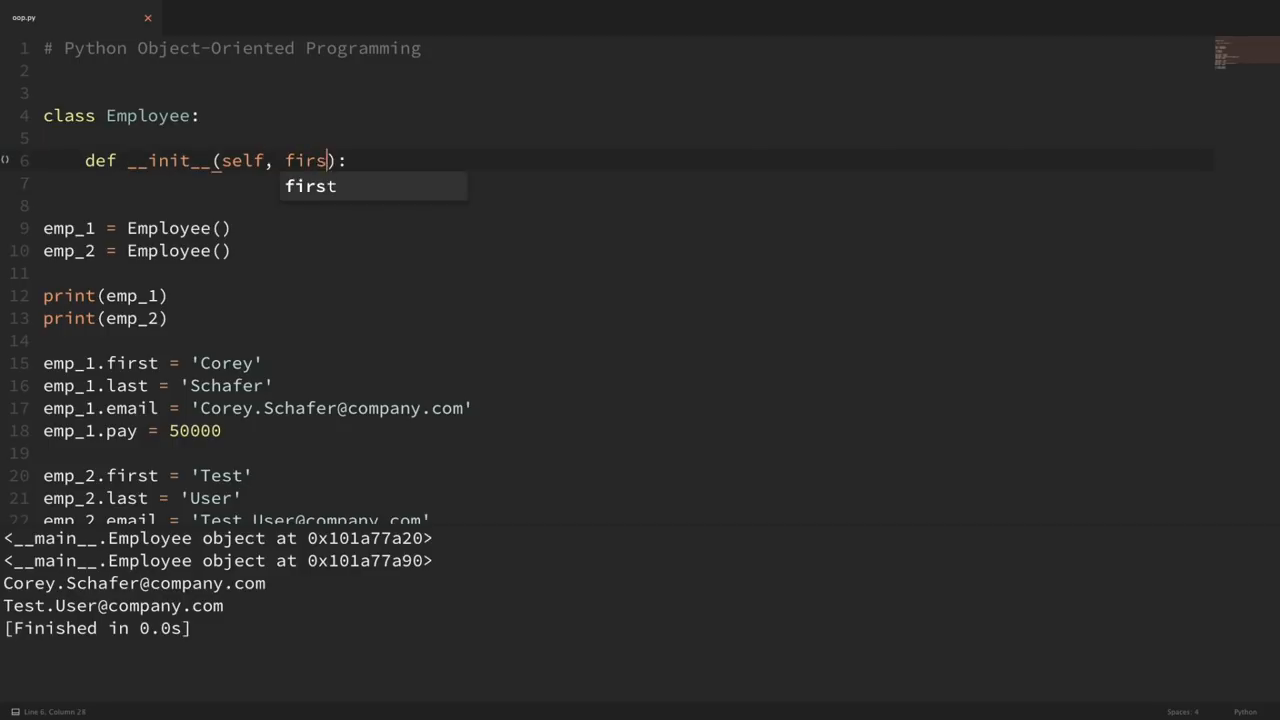 oop.py
1 # Python Object-Oriented Programming
2
3
4 class Employee:
5
6 def __init__(self, firs):
first
7
8
9 emp_1 = Employee()
10 emp_2 = Employee()
11
12 print(emp_1)
13 print(emp_2)
14
15 emp_1.first = 'Corey'
16 emp_1.last = 'Schafer'
17 emp_1.email = 'Corey.Schafer@company.com'
18 emp_1.pay = 50000
19
20 emp_2.first = 'Test'
21 emp_2.last = 'User'
22 emp_2.email = 'Test.User@company.com'
<__main__.Employee object at 0x101a77a20>
<__main__.Employee object at 0x101a77a90>
Corey.Schafer@company.com
Test.User@company.com
[Finished in 0.0s]
Line 6, Column 28
Spaces: 4
Python